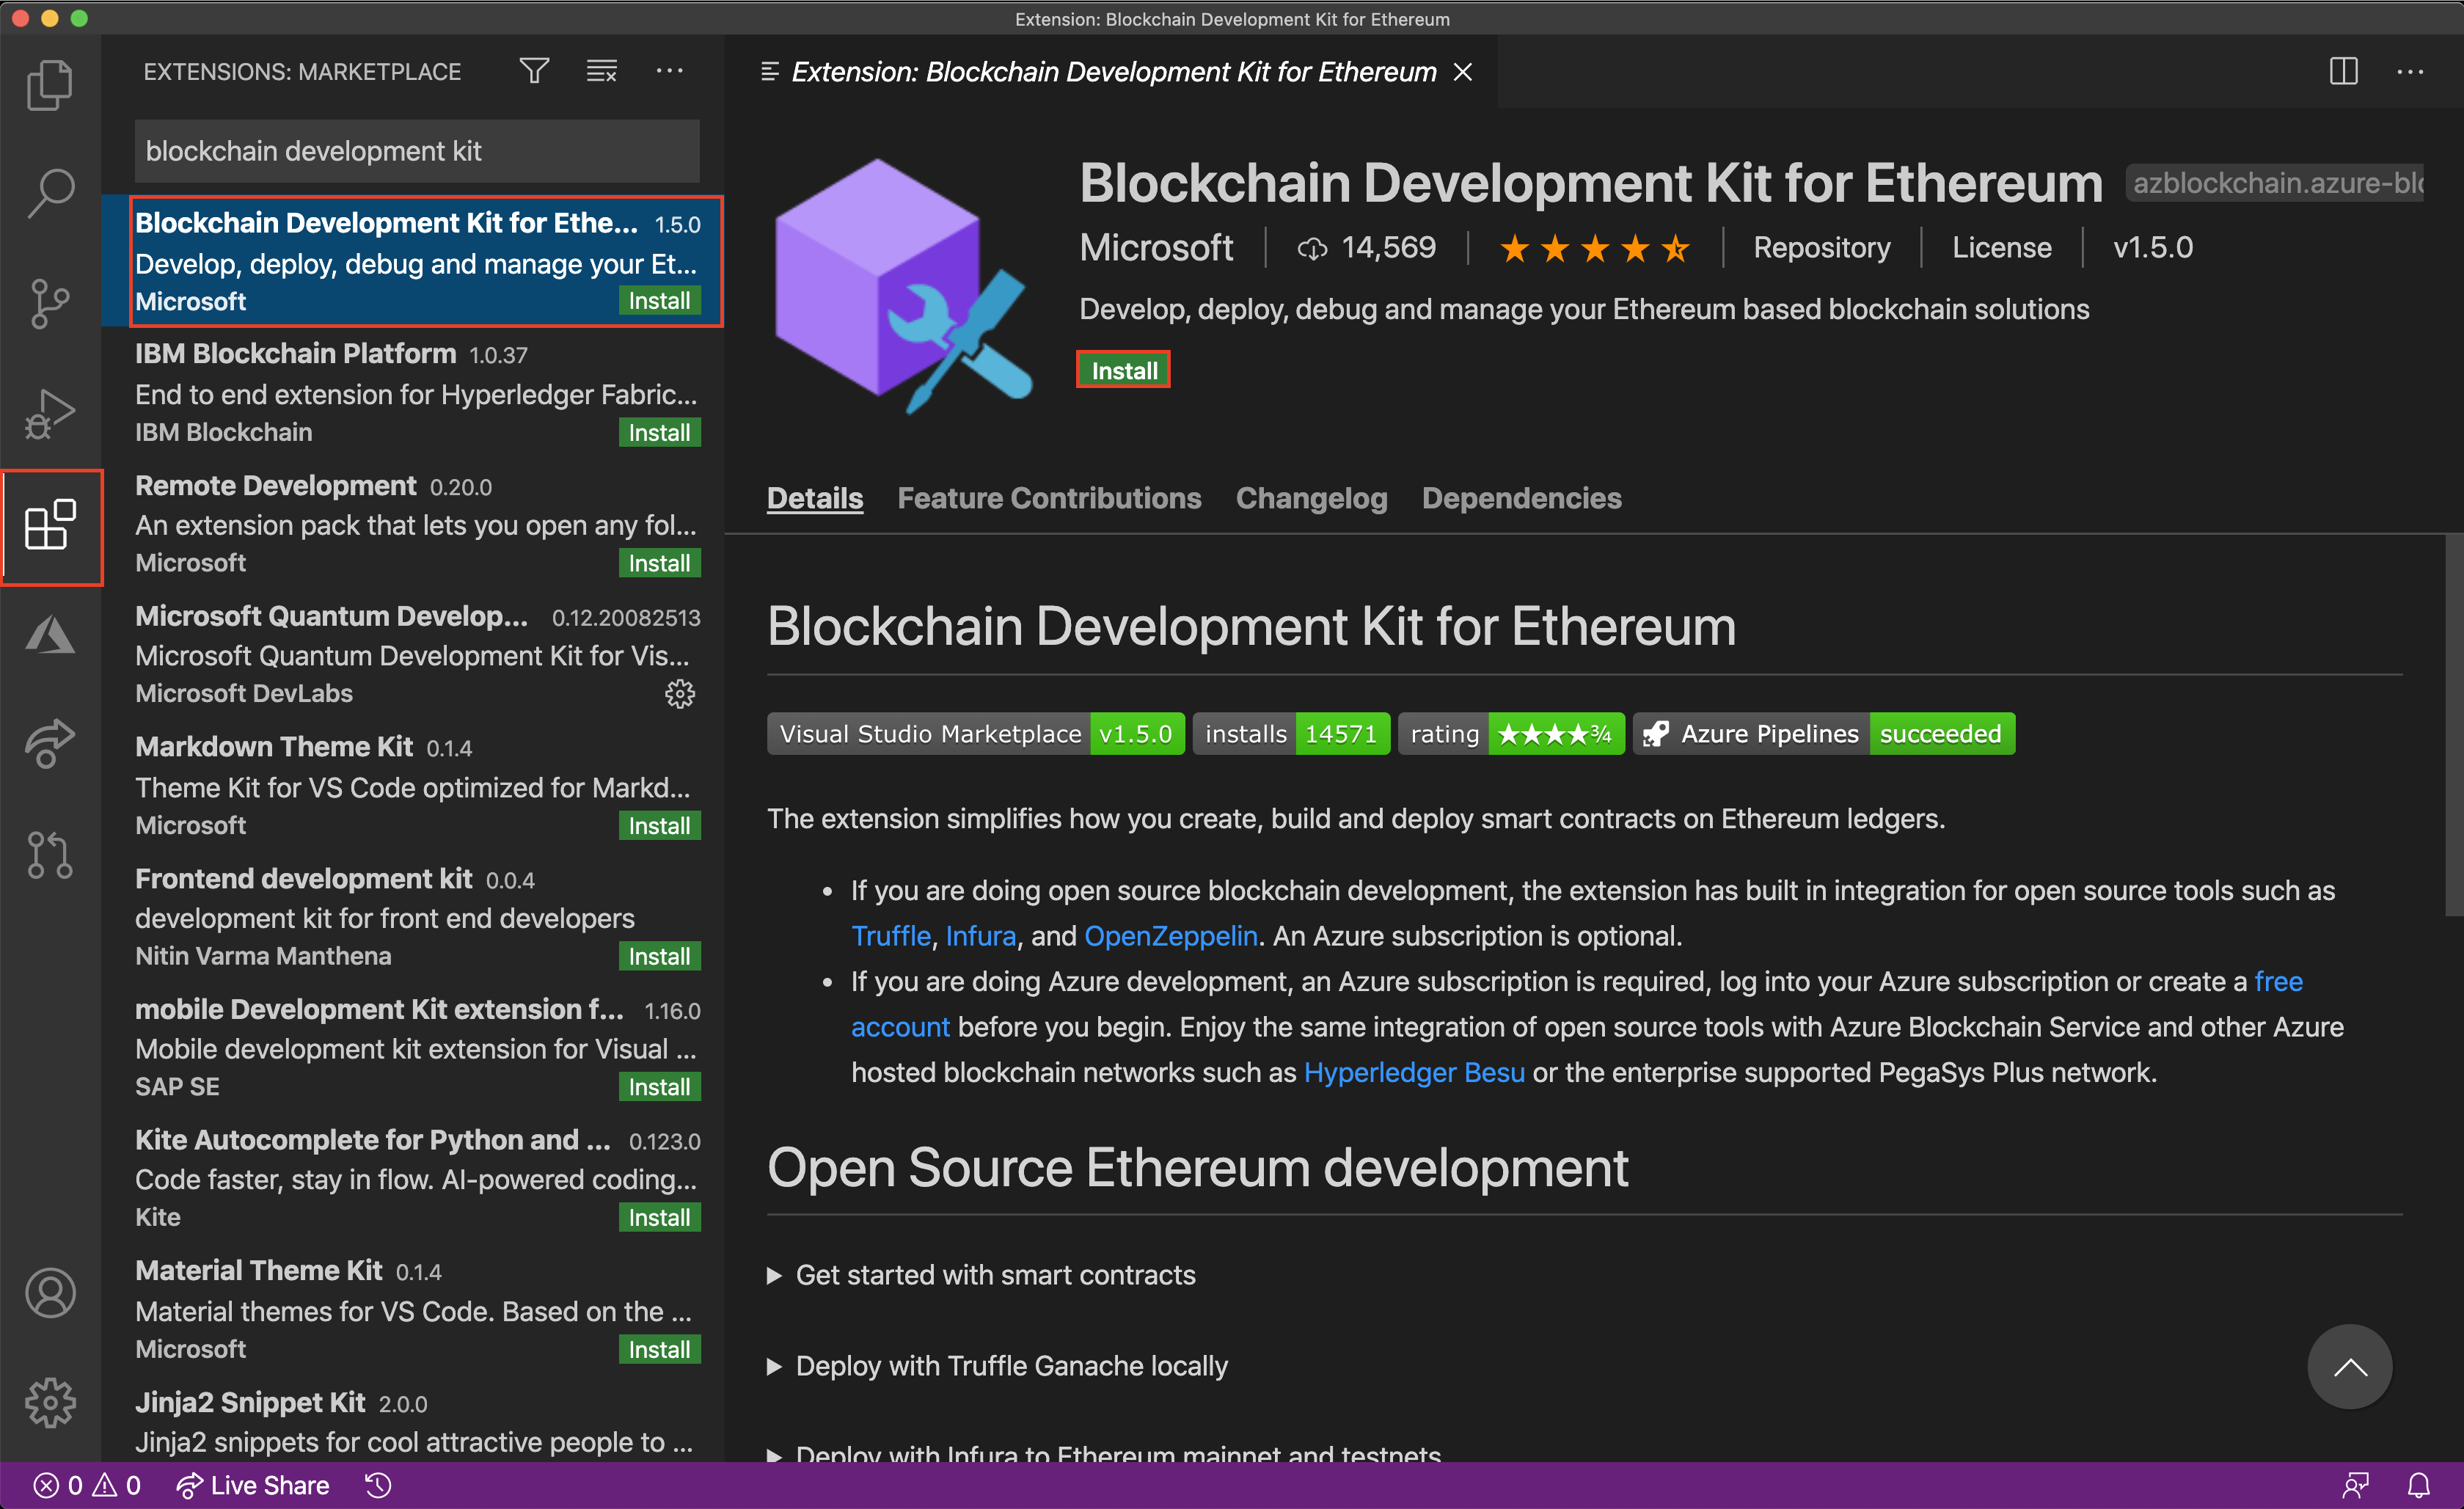 Extension: Blockchain Development Kit for Ethereum
EXTENSIONS: MARKETPLACE
blockchain development kit
Blockchain Development Kit for Ethe... 1.5.0
Develop, deploy, debug and manage your Et...
Microsoft Install
IBM Blockchain Platform 1.0.37
End to end extension for Hyperledger Fabric...
IBM Blockchain Install
Remote Development 0.20.0
An extension pack that lets you open any fol...
Microsoft Install
Microsoft Quantum Develop... 0.12.20082513
Microsoft Quantum Development Kit for Vis...
Microsoft DevLabs
Markdown Theme Kit 0.1.4
Theme Kit for VS Code optimized for Markd...
Microsoft Install
Frontend development kit 0.0.4
development kit for front end developers
Nitin Varma Manthena Install
mobile Development Kit extension f... 1.16.0
Mobile development kit extension for Visual ...
SAP SE Install
Kite Autocomplete for Python and ... 0.123.0
Code faster, stay in flow. AI-powered coding...
Kite Install
Material Theme Kit 0.1.4
Material themes for VS Code. Based on the ...
Microsoft Install
Jinja2 Snippet Kit 2.0.0
Jinja2 snippets for cool attractive people to ...
Extension: Blockchain Development Kit for Ethereum
Blockchain Development Kit for Ethereum azblockchain.azure-blo
Microsoft 14,569 Repository License v1.5.0
Develop, deploy, debug and manage your Ethereum based blockchain solutions
Install
Details Feature Contributions Changelog Dependencies
Blockchain Development Kit for Ethereum
Visual Studio Marketplace v1.5.0 installs 14571 rating ★★★★¾ Azure Pipelines succeeded
The extension simplifies how you create, build and deploy smart contracts on Ethereum ledgers.
• If you are doing open source blockchain development, the extension has built in integration for open source tools such as
Truffle, Infura, and OpenZeppelin. An Azure subscription is optional.
• If you are doing Azure development, an Azure subscription is required, log into your Azure subscription or create a free
account before you begin. Enjoy the same integration of open source tools with Azure Blockchain Service and other Azure
hosted blockchain networks such as Hyperledger Besu or the enterprise supported PegaSys Plus network.
Open Source Ethereum development
Get started with smart contracts
Deploy with Truffle Ganache locally
Deploy with Infura to Ethereum mainnet and testnets
0 0 Live Share